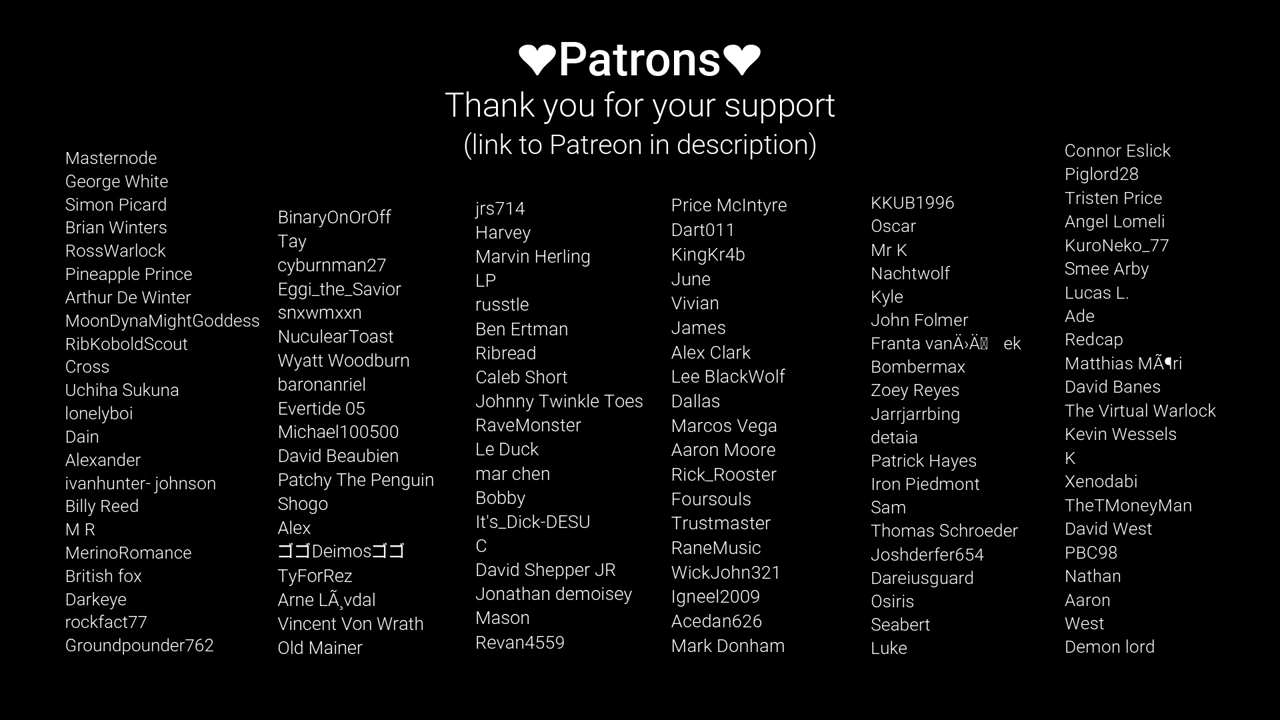 ❤Patrons❤
Thank you for your support
(link to Patreon in description)
Masternode
George White
Simon Picard
Brian Winters
RossWarlock
Pineapple Prince
Arthur De Winter
MoonDynaMightGoddess
RibKoboldScout
Cross
Uchiha Sukuna
lonelyboi
Dain
Alexander
ivanhunter- johnson
Billy Reed
M R
MerinoRomance
British fox
Darkeye
rockfact77
Groundpounder762
BinaryOnOrOff
Tay
cyburnman27
Eggi_the_Savior
snxwmxxn
NuculearToast
Wyatt Woodburn
baronanriel
Evertide 05
Michael100500
David Beaubien
Patchy The Penguin
Shogo
Alex
ゴゴDeimosゴゴ
TyForRez
Arne LÃ¸vdal
Vincent Von Wrath
Old Mainer
jrs714
Harvey
Marvin Herling
LP
russtle
Ben Ertman
Ribread
Caleb Short
Johnny Twinkle Toes
RaveMonster
Le Duck
mar chen
Bobby
It's_Dick-DESU
C
David Shepper JR
Jonathan demoisey
Mason
Revan4559
Price McIntyre
Dart011
KingKr4b
June
Vivian
James
Alex Clark
Lee BlackWolf
Dallas
Marcos Vega
Aaron Moore
Rick_Rooster
Foursouls
Trustmaster
RaneMusic
WickJohn321
Igneel2009
Acedan626
Mark Donham
KKUB1996
Oscar
Mr K
Nachtwolf
Kyle
John Folmer
Franta vanÄ›Ä ek
Bombermax
Zoey Reyes
Jarrjarrbing
detaia
Patrick Hayes
Iron Piedmont
Sam
Thomas Schroeder
Joshderfer654
Dareiusguard
Osiris
Seabert
Luke
Connor Eslick
Piglord28
Tristen Price
Angel Lomeli
KuroNeko_77
Smee Arby
Lucas L.
Ade
Redcap
Matthias MÃ¶ri
David Banes
The Virtual Warlock
Kevin Wessels
K
Xenodabi
TheTMoneyMan
David West
PBC98
Nathan
Aaron
West
Demon lord